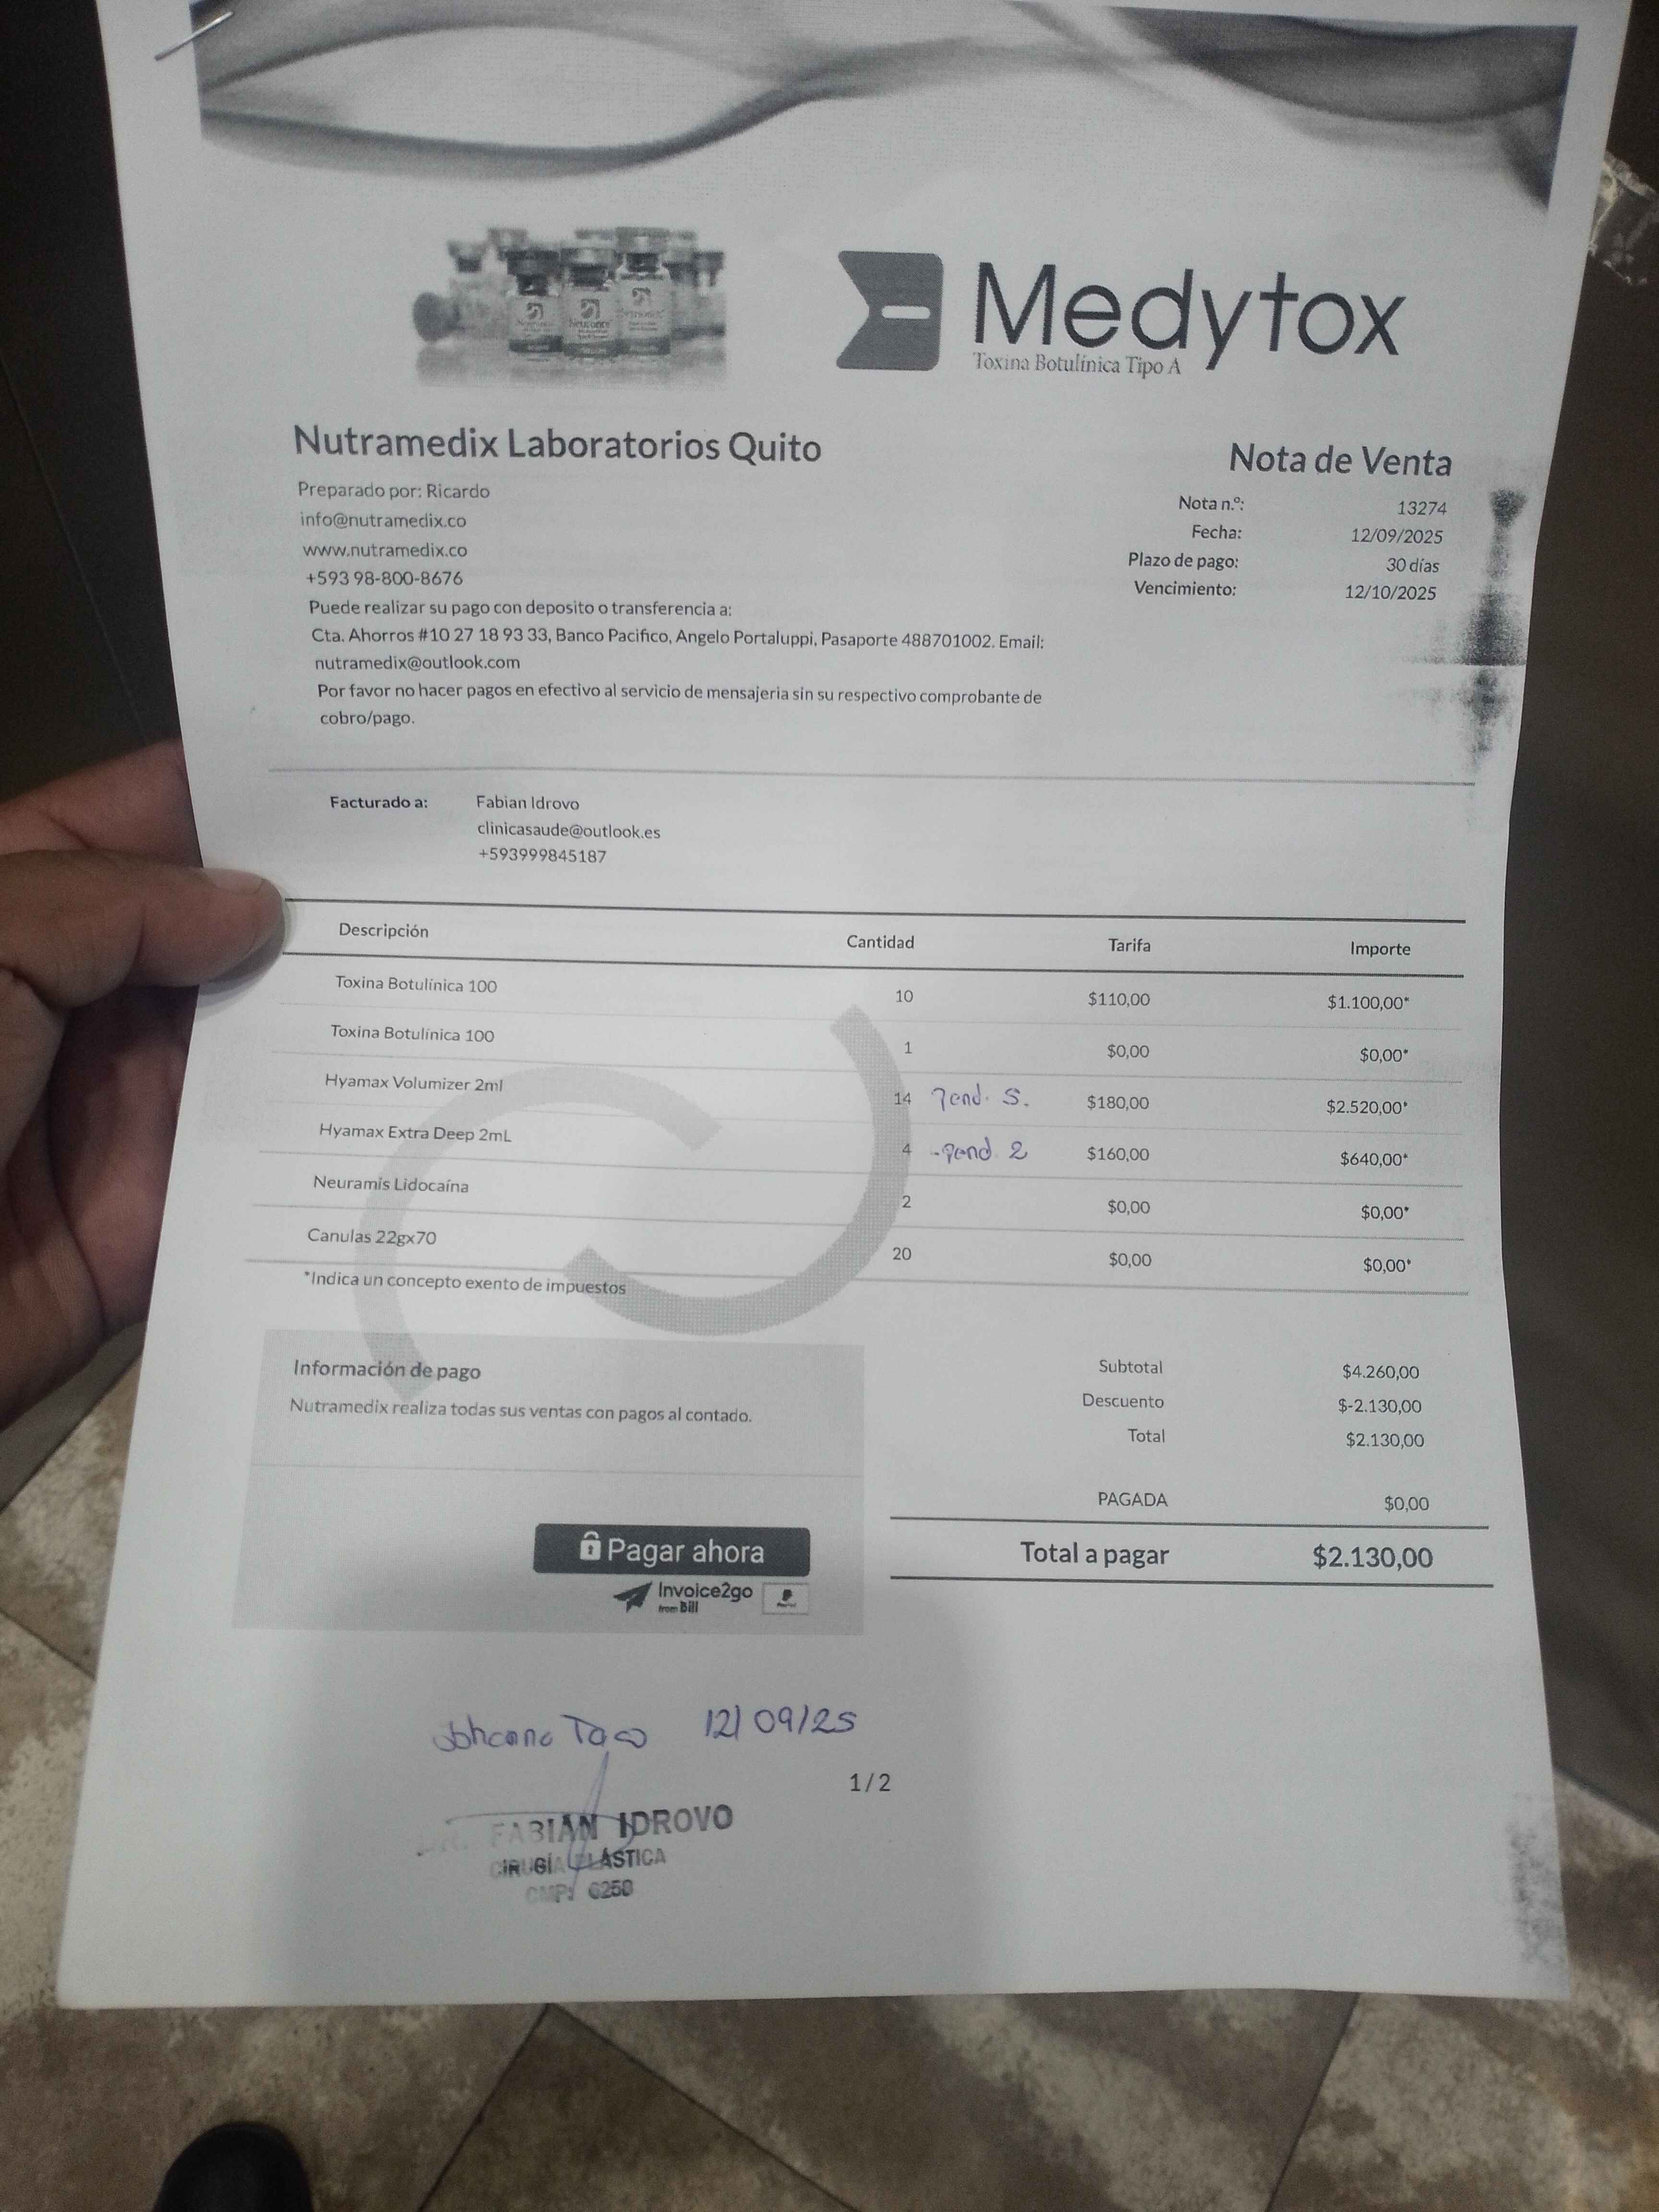 Medytox
Toxina Botulínica Tipo A
Nutramedix Laboratorios Quito
Preparado por: Ricardo
info@nutramedix.co
www.nutramedix.co
+593 98-800-8676
Puede realizar su pago con deposito o transferencia a:
Cta. Ahorros #10 27 18 93 33, Banco Pacifico, Angelo Portaluppi, Pasaporte 488701002. Email:
nutramedix@outlook.com
Por favor no hacer pagos en efectivo al servicio de mensajeria sin su respectivo comprobante de
cobro/pago.
Nota de Venta
Nota n.º: 13274
Fecha: 12/09/2025
Plazo de pago: 30 días
Vencimiento: 12/10/2025
Facturado a: Fabian Idrovo
clinicasaude@outlook.es
+593999845187
Descripción Cantidad Tarifa Importe
Toxina Botulínica 100 10 $110,00 $1.100,00*
Toxina Botulínica 100 1 $0,00 $0,00*
Hyamax Volumizer 2ml 14 Pend. 5. $180,00 $2.520,00*
Hyamax Extra Deep 2mL 4 -Pend. 2 $160,00 $640,00*
Neuramis Lidocaína 2 $0,00 $0,00*
Canulas 22gx70 20 $0,00 $0,00*
*Indica un concepto exento de impuestos
Información de pago
Nutramedix realiza todas sus ventas con pagos al contado.
Pagar ahora
Invoice2go
from Bill
Subtotal $4.260,00
Descuento $-2.130,00
Total $2.130,00
PAGADA $0,00
Total a pagar $2.130,00
12/09/25
1/2
DR. FABIAN IDROVO
CIRUGÍA PLÁSTICA